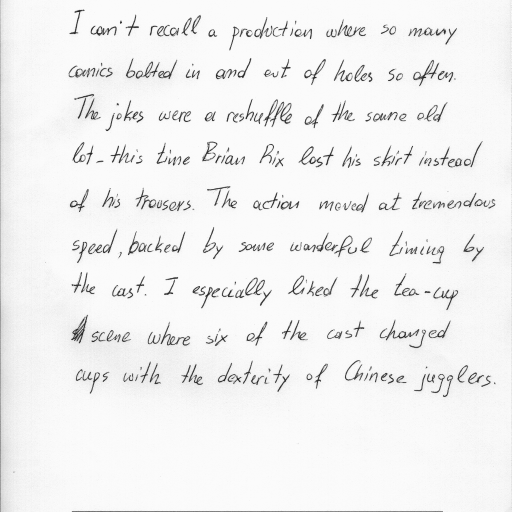 I can't recall a production where so many
comics bolted in and out of holes so often.
The jokes were a reshuffle of the same old
lot - this time Brian Rix lost his shirt instead
of his trousers. The action moved at tremendous
speed, backed by some wonderful timing by
the cast. I especially liked the tea-cup
scene where six of the cast changed
cups with the dexterity of Chinese jugglers.